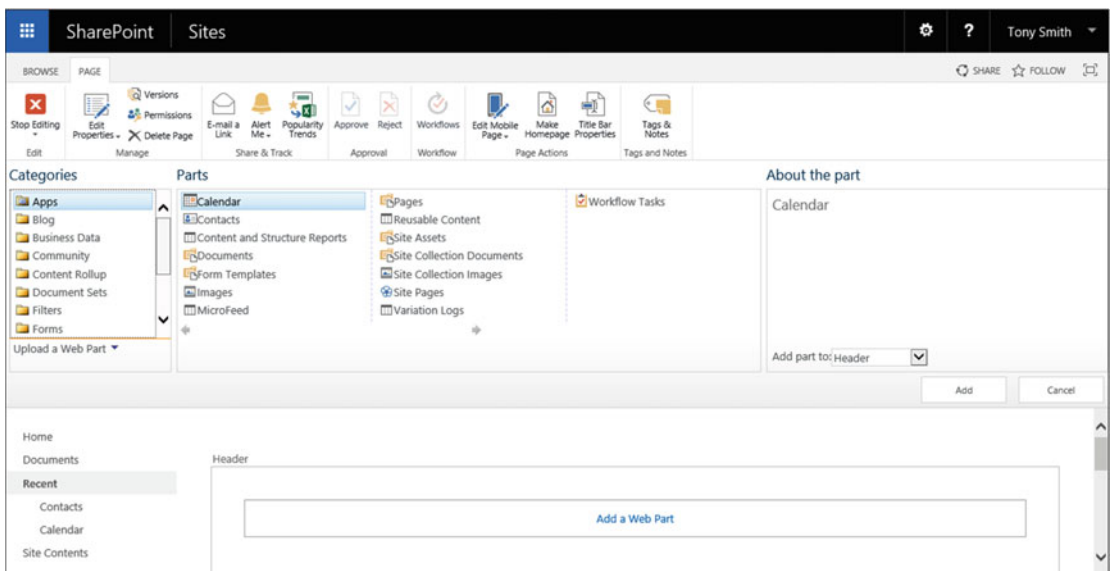 SharePoint Sites ? Tony Smith
BROWSE PAGE SHARE FOLLOW
Stop Editing
Edit
Edit Properties
Versions
Permissions
Delete Page
Manage
E-mail a Link
Alert Me
Popularity Trends
Share & Track
Approve Reject
Approval
Workflows
Workflow
Edit Mobile Page
Make Homepage
Title Bar Properties
Page Actions
Tags & Notes
Tags and Notes
Categories
Apps
Blog
Business Data
Community
Content Rollup
Document Sets
Filters
Forms
Upload a Web Part
Parts
Calendar
Contacts
Content and Structure Reports
Documents
Form Templates
Images
MicroFeed
Pages
Reusable Content
Site Assets
Site Collection Documents
Site Collection Images
Site Pages
Variation Logs
Workflow Tasks
About the part
Calendar
Add part to: Header
Add Cancel
Home
Documents
Recent
Contacts
Calendar
Site Contents
Header
Add a Web Part